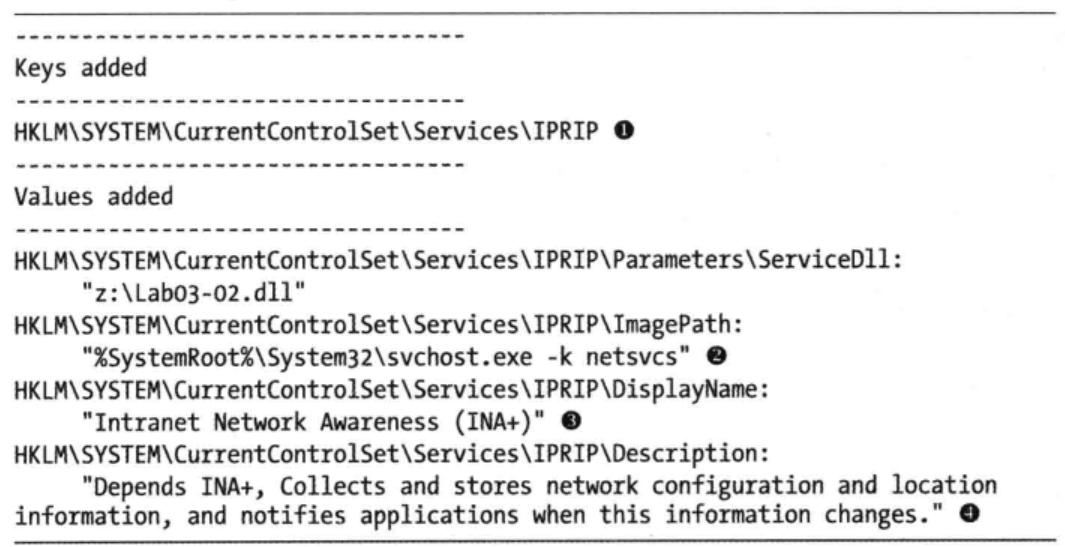 ----------------------------------
Keys added
----------------------------------
HKLM\SYSTEM\CurrentControlSet\Services\IPRIP ❶
----------------------------------
Values added
----------------------------------
HKLM\SYSTEM\CurrentControlSet\Services\IPRIP\Parameters\ServiceDll:
"z:\Lab03-02.dll"
HKLM\SYSTEM\CurrentControlSet\Services\IPRIP\ImagePath:
"%SystemRoot%\System32\svchost.exe -k netsvcs" ❷
HKLM\SYSTEM\CurrentControlSet\Services\IPRIP\DisplayName:
"Intranet Network Awareness (INA+)" ❸
HKLM\SYSTEM\CurrentControlSet\Services\IPRIP\Description:
"Depends INA+, Collects and stores network configuration and location
information, and notifies applications when this information changes." ❹